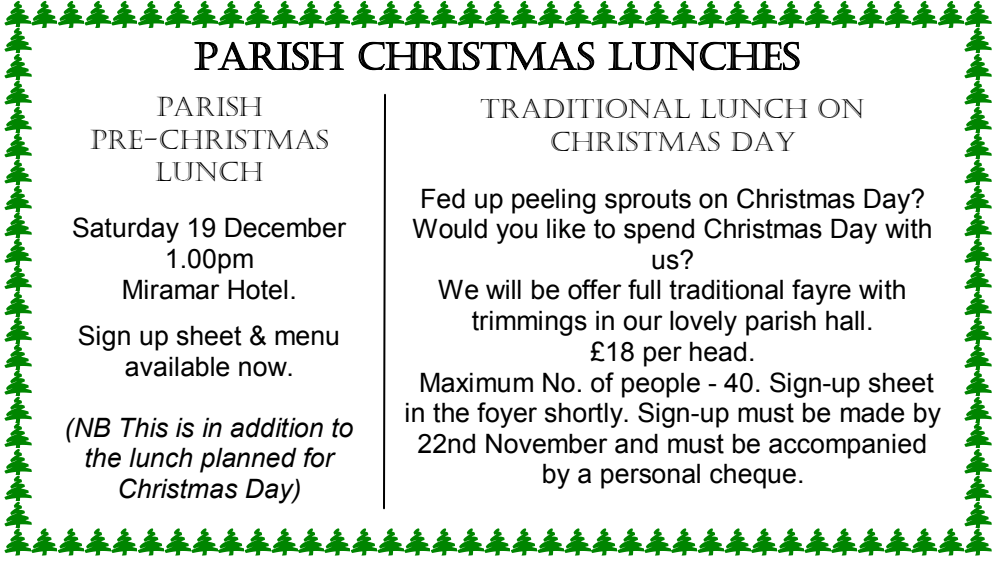 PARISH CHRISTMAS LUNCHES
PARISH
PRE-CHRISTMAS
LUNCH
Saturday 19 December
1.00pm
Miramar Hotel.
Sign up sheet & menu
available now.
(NB This is in addition to
the lunch planned for
Christmas Day)
TRADITIONAL LUNCH ON
CHRISTMAS DAY
Fed up peeling sprouts on Christmas Day?
Would you like to spend Christmas Day with
us?
We will be offer full traditional fayre with
trimmings in our lovely parish hall.
£18 per head.
Maximum No. of people - 40. Sign-up sheet
in the foyer shortly. Sign-up must be made by
22nd November and must be accompanied
by a personal cheque.